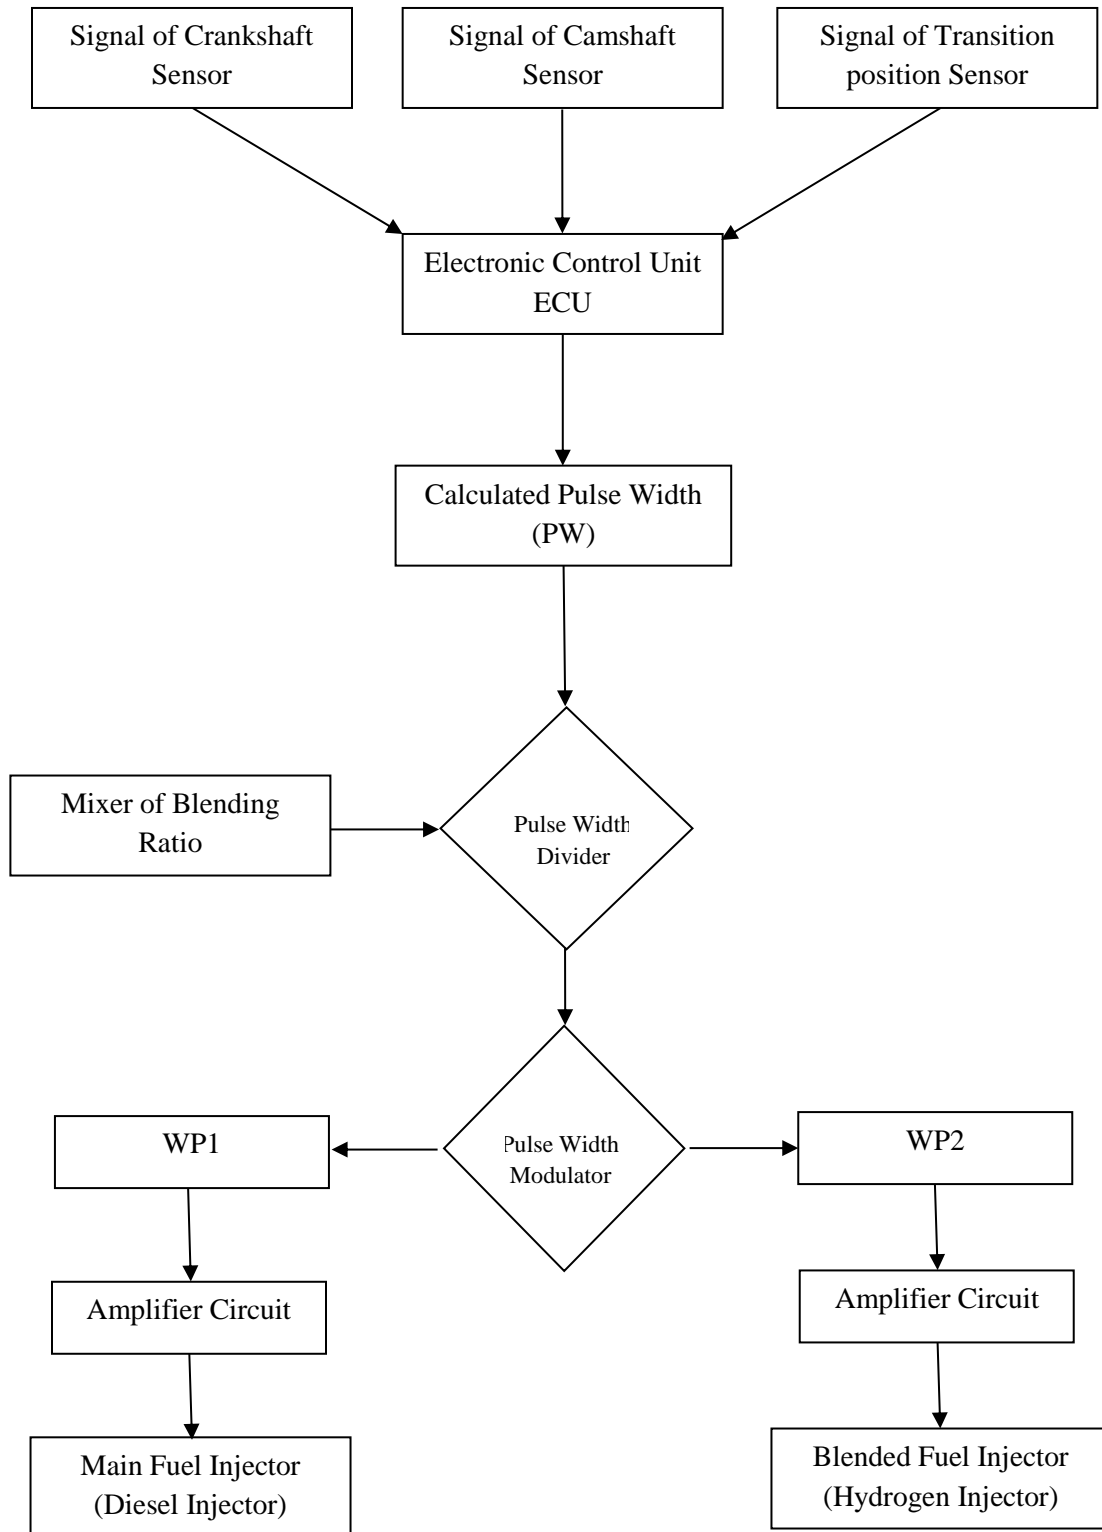 Signal of Crankshaft
Sensor
Signal of Camshaft
Sensor
Signal of Transition
position Sensor
Electronic Control Unit
ECU
Calculated Pulse Width
(PW)
Mixer of Blending
Ratio
Pulse Width
Divider
WP1
Pulse Width
Modulator
WP2
Amplifier Circuit
Amplifier Circuit
Main Fuel Injector
(Diesel Injector)
Blended Fuel Injector
(Hydrogen Injector)